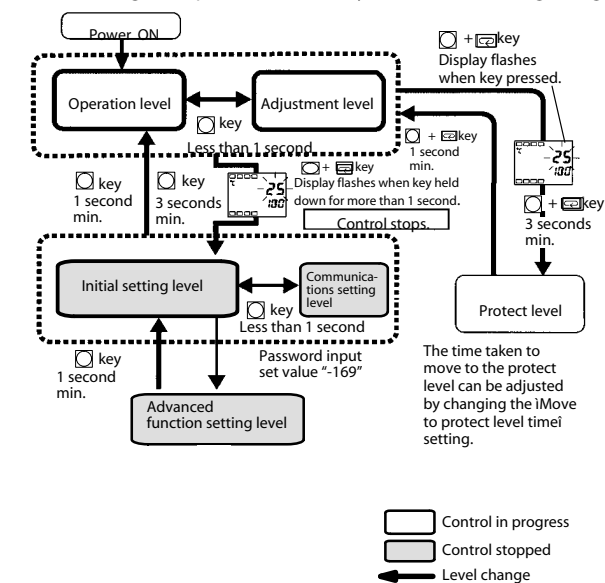 Power ON
Operation level
Adjustment level
key
Less than 1 second
+ key
Display flashes
when key pressed.
25
100
+ key
1 second
min.
+ key
3 seconds
min.
key
1 second
min.
key
3 seconds
min.
25
100
+ key
Display flashes when key held
down for more than 1 second.
Control stops.
Initial setting level
Communica-
tions setting
level
key
Less than 1 second
Protect level
key
1 second
min.
Password input
set value “-169”
Advanced
function setting level
The time taken to
move to the protect
level can be adjusted
by changing the ìMove
to protect level timeî
setting.
Control in progress
Control stopped
Level change